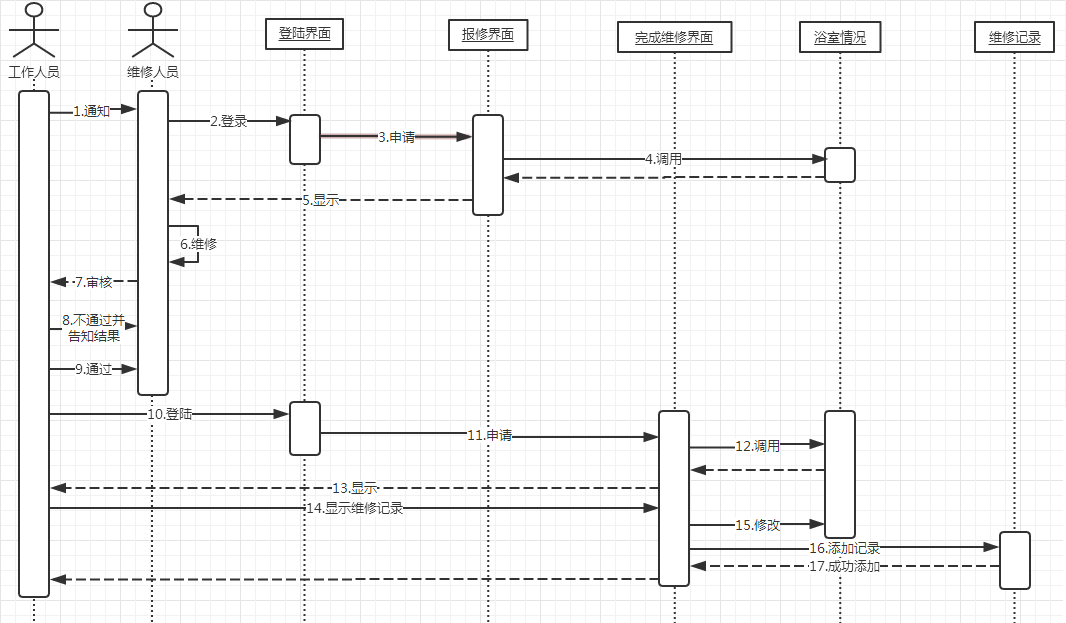 工作人员
维修人员
登陆界面
报修界面
完成维修界面
浴室情况
维修记录
1.通知
2.登录
3.申请
4.调用
5.显示
6.维修
7.审核
8.不通过并
告知结果
9.通过
10.登陆
11.申请
12.调用
13.显示
14.显示维修记录
15.修改
16.添加记录
17.成功添加